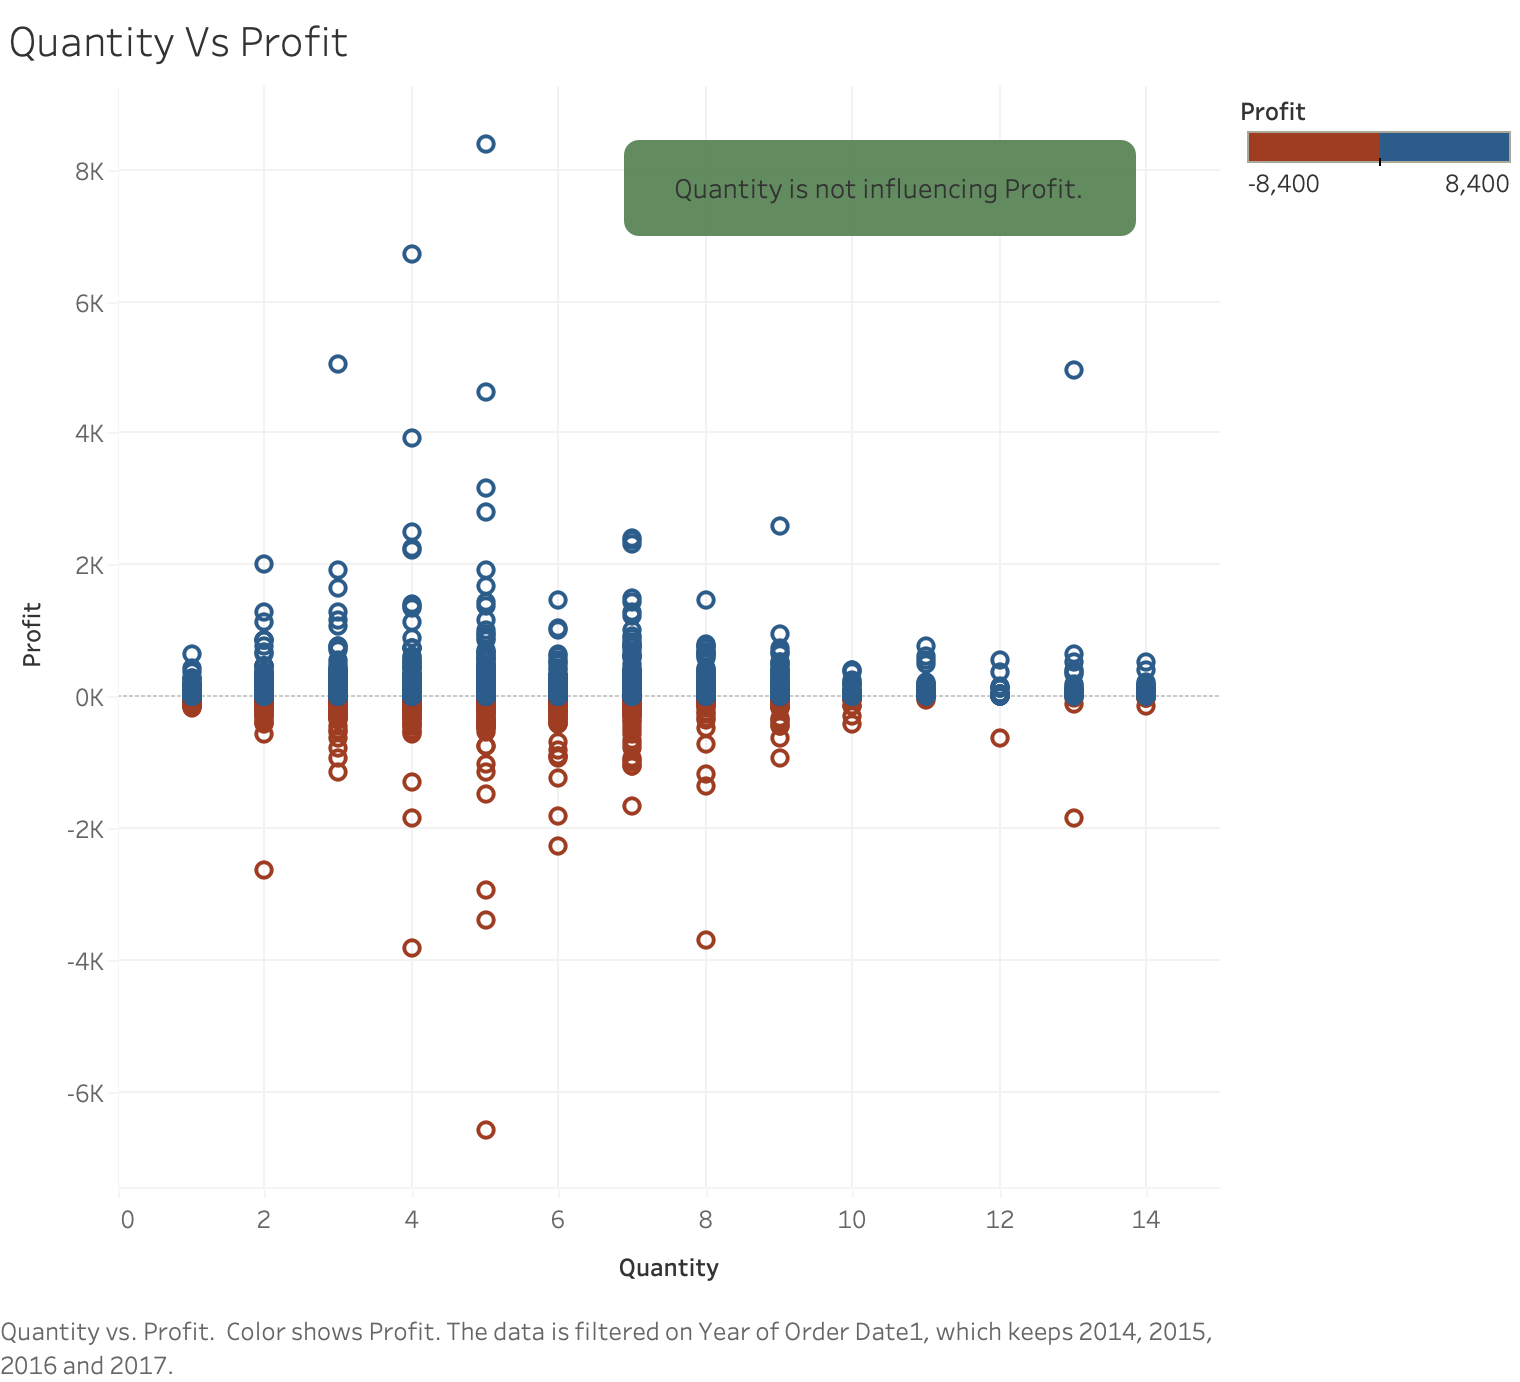 Quantity Vs Profit
Profit
-8,400 8,400
Quantity is not influencing Profit.
8K
6K
4K
2K
0K
-2K
-4K
-6K
Profit
0 2 4 6 8 10 12 14
Quantity
Quantity vs. Profit. Color shows Profit. The data is filtered on Year of Order Date1, which keeps 2014, 2015,
2016 and 2017.